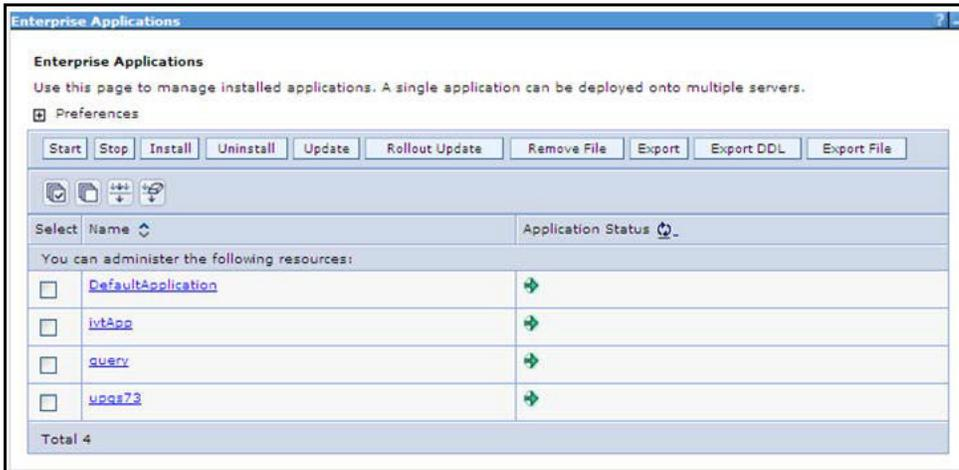 Enterprise Applications
?
Enterprise Applications
Use this page to manage installed applications. A single application can be deployed onto multiple servers.
Preferences
Start Stop Install Uninstall Update Rollout Update Remove File Export Export DDL Export File
Select Name Application Status
You can administer the following resources:
DefaultApplication
ivtApp
query
upgs73
Total 4